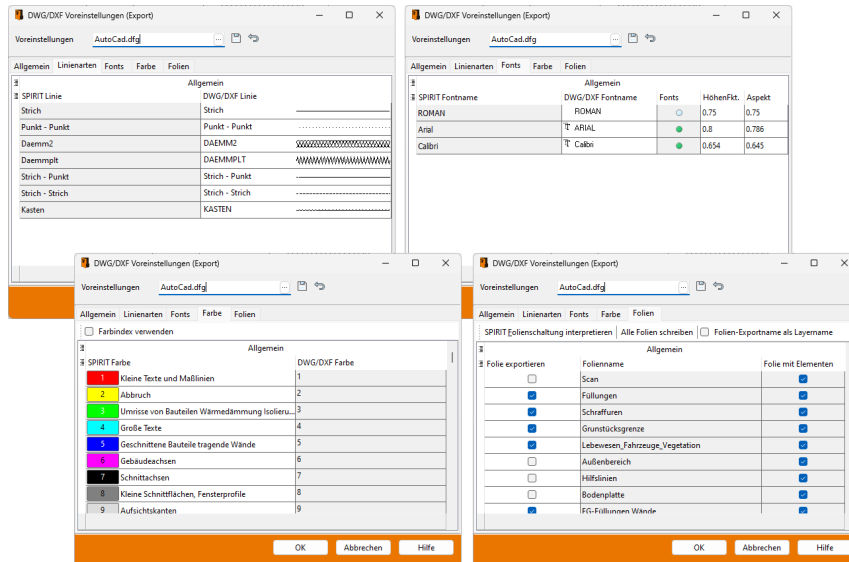 DWG/DXF Voreinstellungen (Export)
Voreinstellungen AutoCad.dfg ...
Allgemein Linienarten Fonts Farbe Folien
Allgemein
SPIRIT Linie DWG/DXF Linie
Strich Strich
Punkt - Punkt Punkt - Punkt
Daemm2 DAEMM2
Daemmplt DAEMMPLT
Strich - Punkt Strich - Punkt
Strich - Strich Strich - Strich
Kasten KASTEN
DWG/DXF Voreinstellungen (Export)
Voreinstellungen AutoCad.dfg ...
Allgemein Linienarten Fonts Farbe Folien
Allgemein
SPIRIT Fontname DWG/DXF Fontname Fonts HöhenFkt. Aspekt
ROMAN ROMAN 0.75 0.75
Arial ARIAL 0.8 0.786
Calibri Calibri 0.654 0.645
DWG/DXF Voreinstellungen (Export)
Voreinstellungen AutoCad.dfg ...
Allgemein Linienarten Fonts Farbe Folien
Farbindex verwenden
Allgemein
SPIRIT Farbe DWG/DXF Farbe
1 Kleine Texte und Maßlinien 1
2 Abbruch 2
3 Umrisse von Bauteilen Wärmedämmung Isolieru... 3
4 Große Texte 4
5 Geschnittene Bauteile tragende Wände 5
6 Gebäudeachsen 6
7 Schnittachsen 7
8 Kleine Schnittflächen, Fensterprofile 8
9 Aufsichtskanten 9
OK Abbrechen Hilfe
DWG/DXF Voreinstellungen (Export)
Voreinstellungen AutoCad.dfg ...
Allgemein Linienarten Fonts Farbe Folien
SPIRIT Folienschaltung interpretieren Alle Folien schreiben Folien-Exportname als Layername
Allgemein
Folie exportieren Folienname Folie mit Elementen
Scan
Füllungen
Schraffuren
Grunstücksgrenze
Lebewesen_Fahrzeuge_Vegetation
Außenbereich
Hilfslinien
Bodenplatte
EG-Füllungen Wände
OK Abbrechen Hilfe